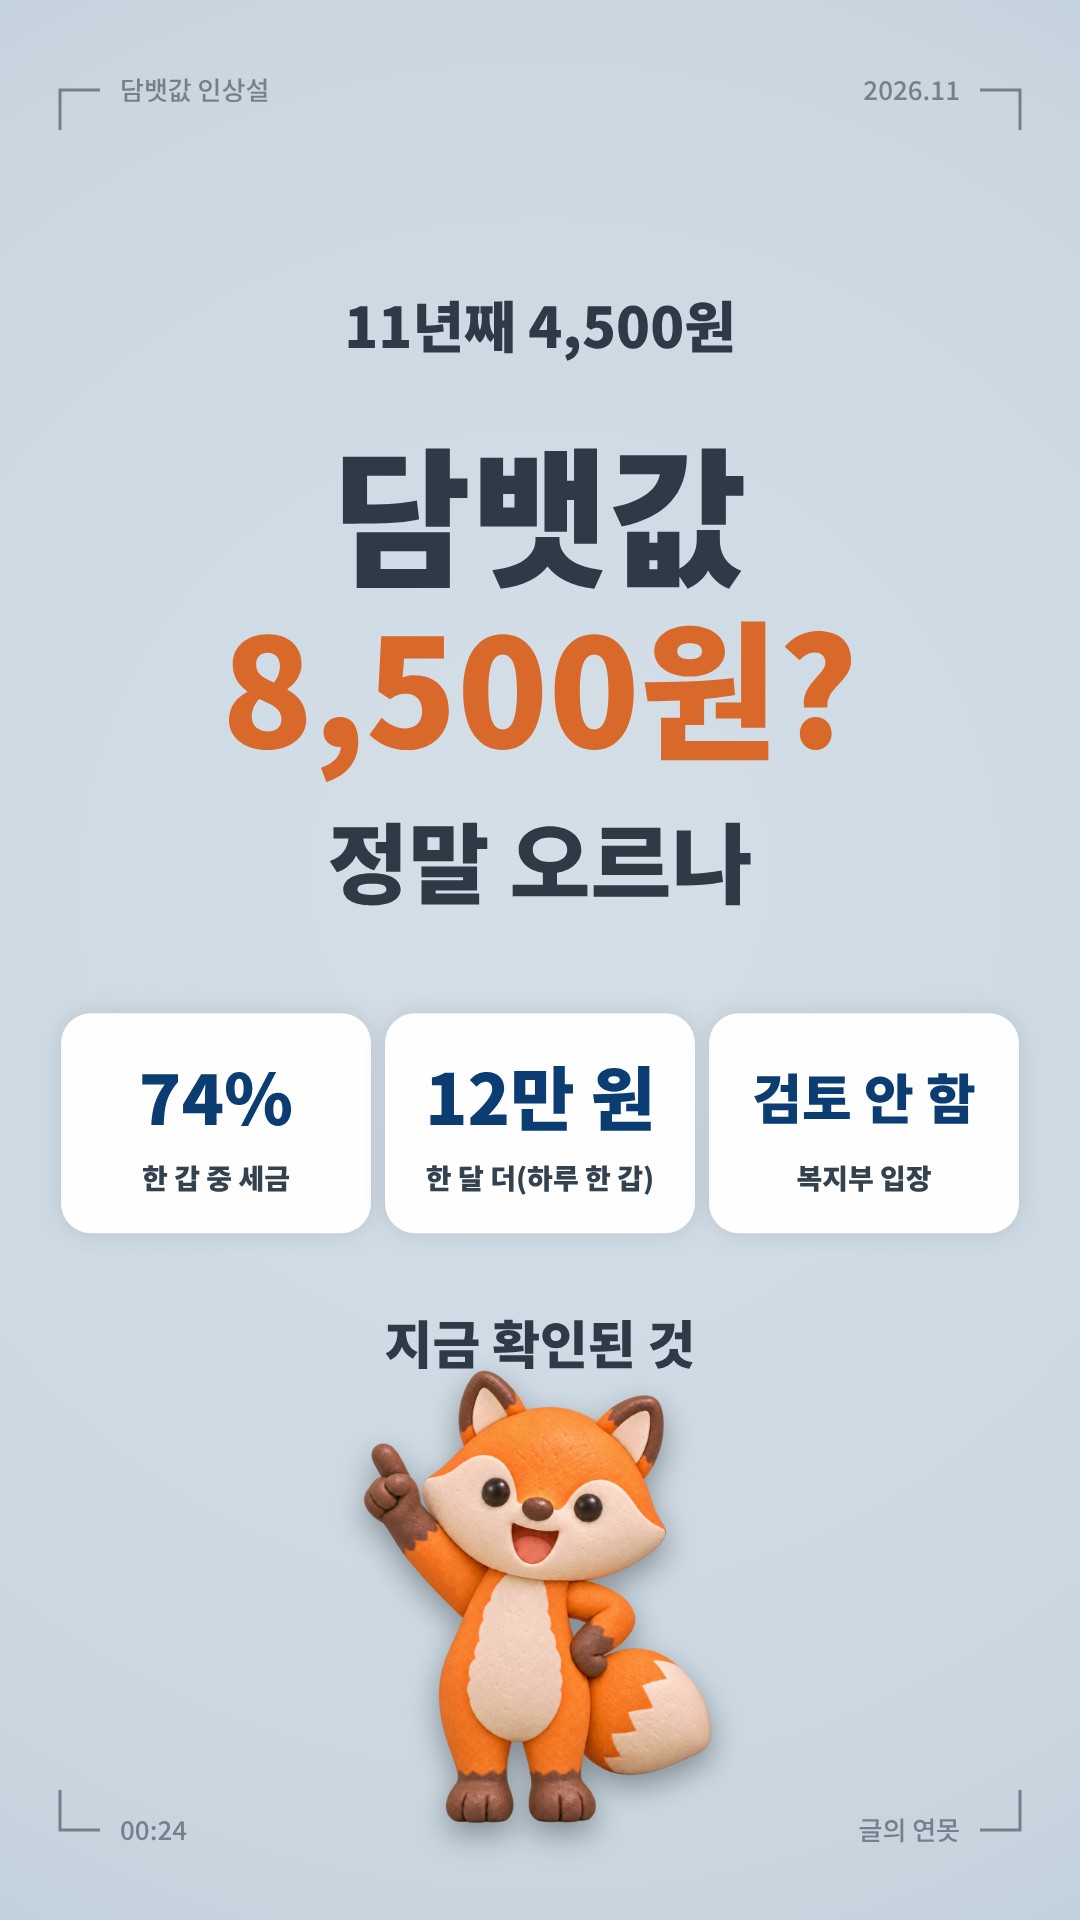 담뱃값 인상설
2026.11
11년째 4,500원
담뱃값
8,500원?
정말 오르나
74%
한 갑 중 세금
12만 원
한 달 더(하루 한 갑)
검토 안 함
복지부 입장
지금 확인된 것
00:24
글의 연못